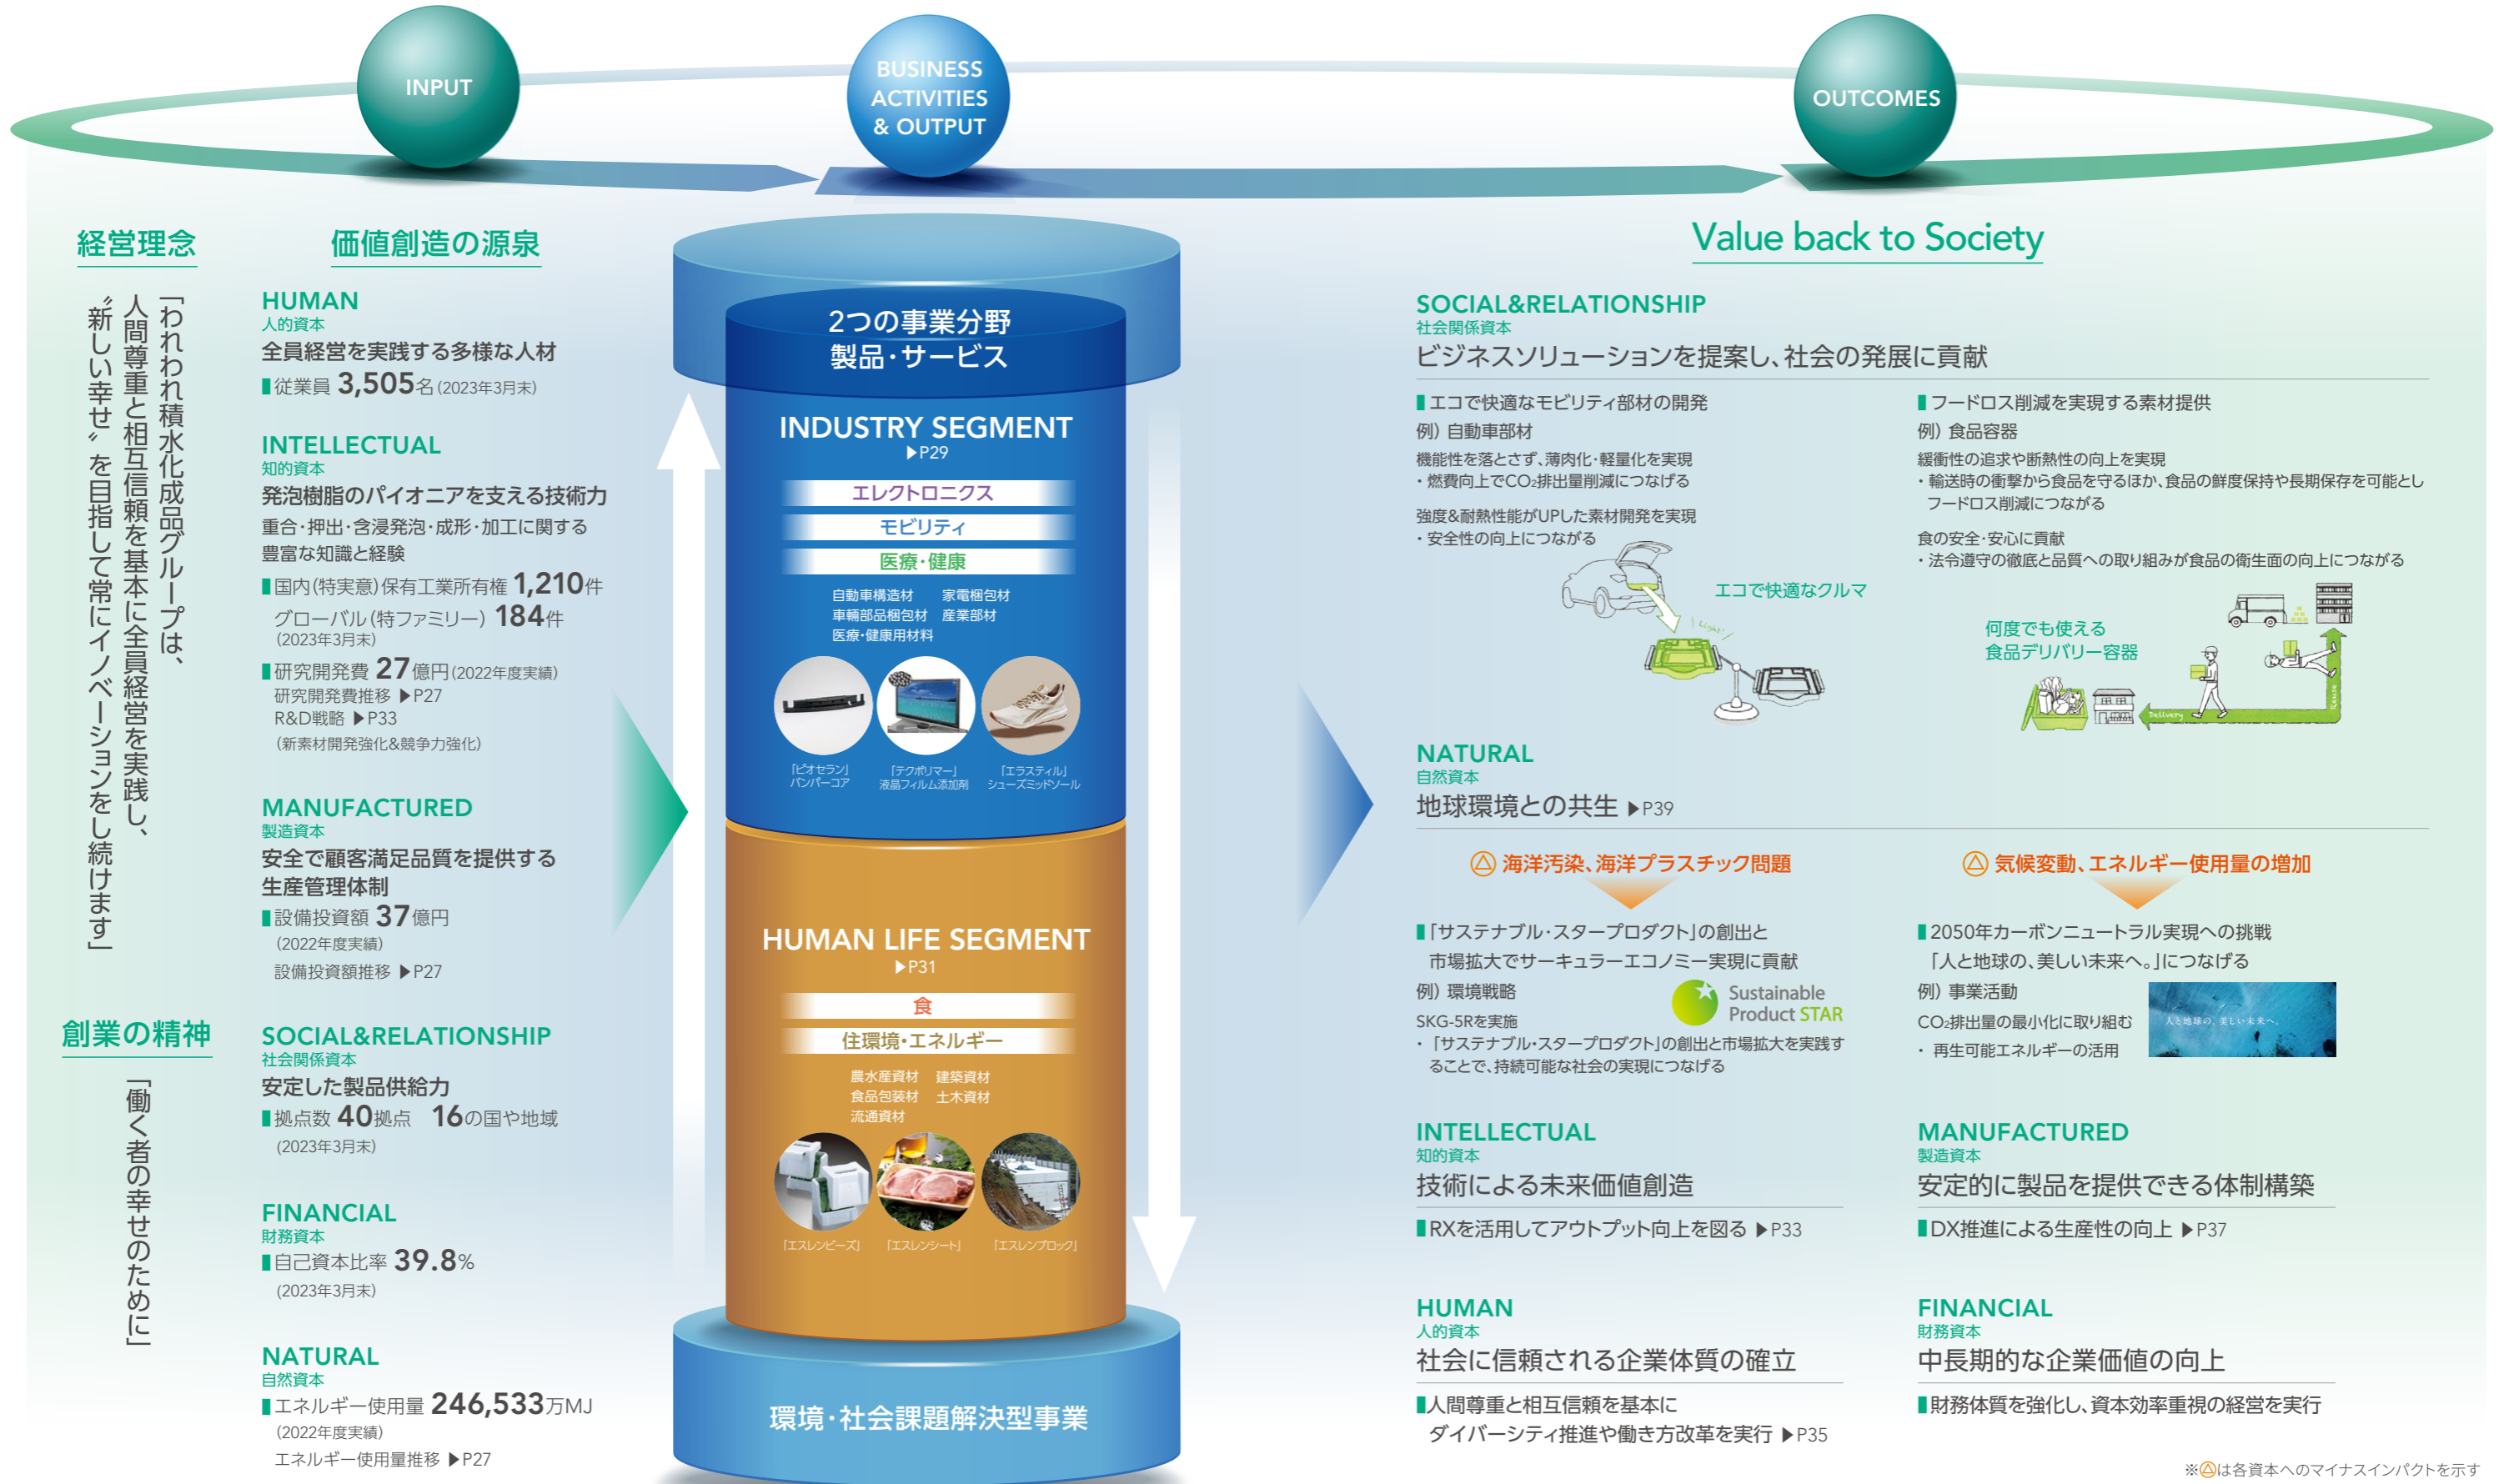 INPUT
BUSINESS
ACTIVITIES
& OUTPUT
OUTCOMES
経営理念
「われわれ積水化成品グループは、
人間尊重と相互信頼を基本に全員経営を実践し、
〝新しい幸せ〟を目指して常にイノベーションをし続けます」
創業の精神
「働く者の幸せのために」
価値創造の源泉
HUMAN
人的資本
全員経営を実践する多様な人材
従業員 3,505名(2023年3月末)
INTELLECTUAL
知的資本
発泡樹脂のパイオニアを支える技術力
重合・押出・含浸発泡・成形・加工に関する
豊富な知識と経験
国内(特実意)保有工業所有権 1,210件
グローバル(特ファミリー) 184件
(2023年3月末)
研究開発費 27億円(2022年度実績)
研究開発費推移 ▶P27
R&D戦略 ▶P33
(新素材開発強化&競争力強化)
MANUFACTURED
製造資本
安全で顧客満足品質を提供する
生産管理体制
設備投資額 37億円
(2022年度実績)
設備投資額推移 ▶P27
SOCIAL&RELATIONSHIP
社会関係資本
安定した製品供給力
拠点数 40拠点 16の国や地域
(2023年3月末)
FINANCIAL
財務資本
自己資本比率 39.8%
(2023年3月末)
NATURAL
自然資本
エネルギー使用量 246,533万MJ
(2022年度実績)
エネルギー使用量推移 ▶P27
2つの事業分野
製品・サービス
INDUSTRY SEGMENT
▶P29
エレクトロニクス
モビリティ
医療・健康
自動車構造材 家電梱包材
車輛部品梱包材 産業部材
医療・健康用材料
「ピオセラン」
バンパーコア
「テクポリマー」
液晶フィルム添加剤
「エラスティル」
シューズミッドソール
HUMAN LIFE SEGMENT
▶P31
食
住環境・エネルギー
農水産資材 建築資材
食品包装材 土木資材
流通資材
「エスレンビーズ」 「エスレンシート」 「エスレンブロック」
環境・社会課題解決型事業
Value back to Society
SOCIAL&RELATIONSHIP
社会関係資本
ビジネスソリューションを提案し、社会の発展に貢献
エコで快適なモビリティ部材の開発
例) 自動車部材
機能性を落とさず、薄肉化・軽量化を実現
・燃費向上でCO₂排出量削減につなげる
強度&耐熱性能がUPした素材開発を実現
・安全性の向上につながる
エコで快適なクルマ
Light!
フードロス削減を実現する素材提供
例) 食品容器
緩衝性の追求や断熱性の向上を実現
・輸送時の衝撃から食品を守るほか、食品の鮮度保持や長期保存を可能とし
フードロス削減につながる
食の安全・安心に貢献
・法令遵守の徹底と品質への取り組みが食品の衛生面の向上につながる
何度でも使える
食品デリバリー容器
Delivery
NATURAL
自然資本
地球環境との共生 ▶P39
海洋汚染、海洋プラスチック問題
「サステナブル・スタープロダクト」の創出と
市場拡大でサーキュラーエコノミー実現に貢献
例) 環境戦略
SKG-5Rを実施
・「サステナブル・スタープロダクト」の創出と市場拡大を実践す
ることで、持続可能な社会の実現につなげる
Sustainable
Product STAR
気候変動、エネルギー使用量の増加
2050年カーボンニュートラル実現への挑戦
「人と地球の、美しい未来へ。」につなげる
例) 事業活動
CO₂排出量の最小化に取り組む
・ 再生可能エネルギーの活用
人と地球の、美しい未来へ。
INTELLECTUAL
知的資本
技術による未来価値創造
RXを活用してアウトプット向上を図る ▶P33
MANUFACTURED
製造資本
安定的に製品を提供できる体制構築
DX推進による生産性の向上 ▶P37
HUMAN
人的資本
社会に信頼される企業体質の確立
人間尊重と相互信頼を基本に
ダイバーシティ推進や働き方改革を実行 ▶P35
FINANCIAL
財務資本
中長期的な企業価値の向上
財務体質を強化し、資本効率重視の経営を実行
※△は各資本へのマイナスインパクトを示す